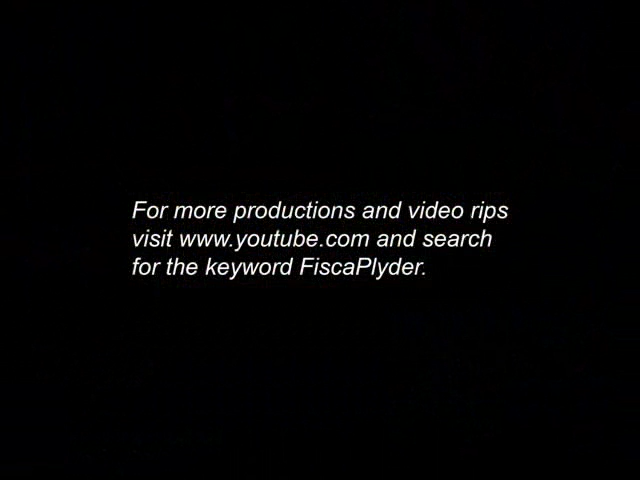 For more productions and video rips
visit www.youtube.com and search
for the keyword FiscaPlyder.